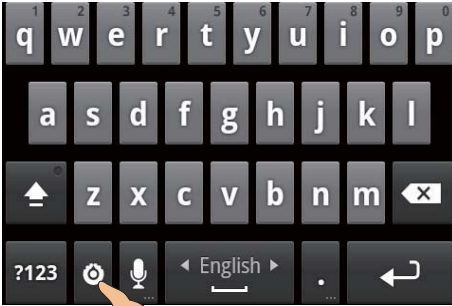 1 2 3 4 5 6 7 8 9 0
q w e r t y u i o p
a s d f g h j k l
z x c v b n m
?123 English . ...